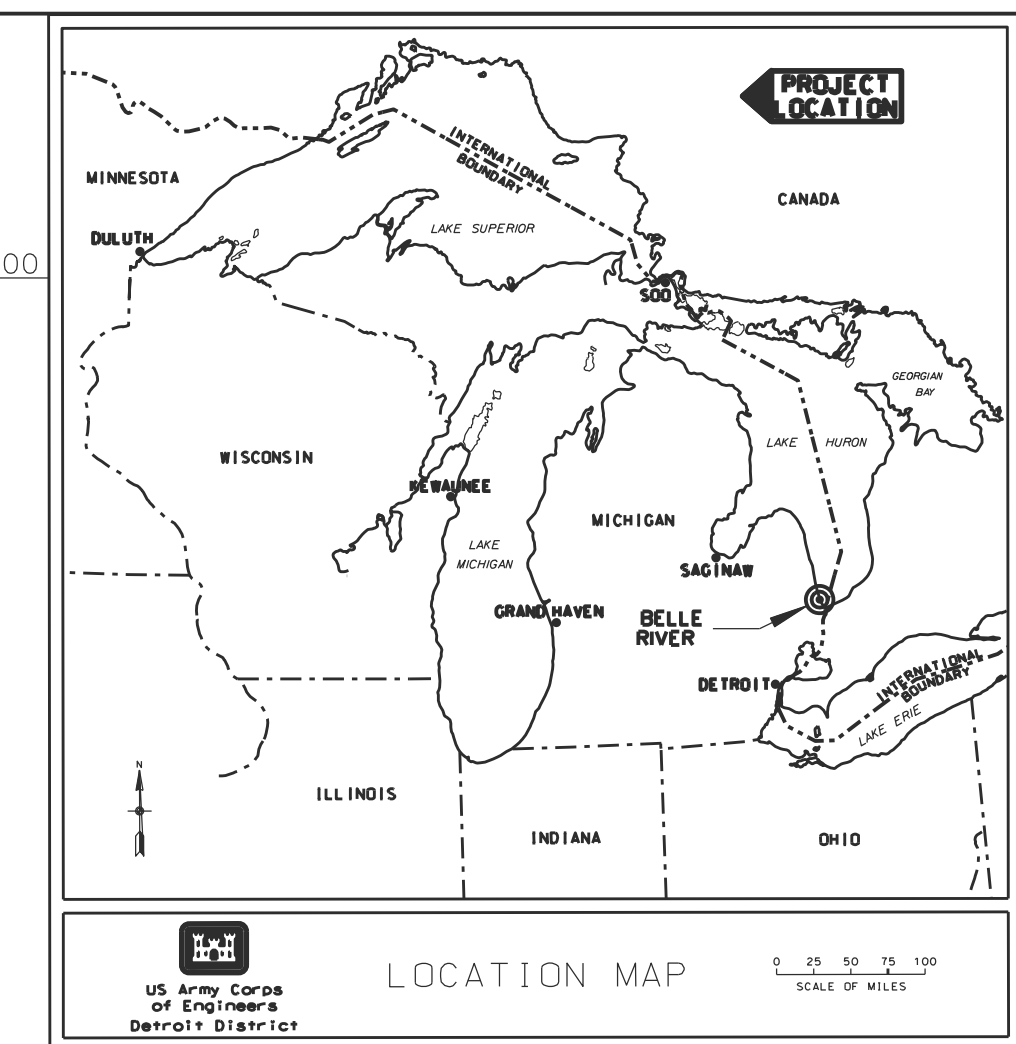 PROJECT
LOCATION
INTERNATIONAL
BOUNDARY
MINNESOTA
CANADA
LAKE SUPERIOR
DULUTH
00
SOO
GEORGIAN
BAY
LAKE HURON
WISCONSIN
KEWAUNEE
MICHIGAN
LAKE
MICHIGAN
SAGINAW
GRAND HAVEN
BELLE
RIVER
INTERNATIONAL
BOUNDARY
DETROIT
LAKE ERIE
N
ILLINOIS
INDIANA
OHIO
US Army Corps
of Engineers
Detroit District
LOCATION MAP
0 25 50 75 100
SCALE OF MILES